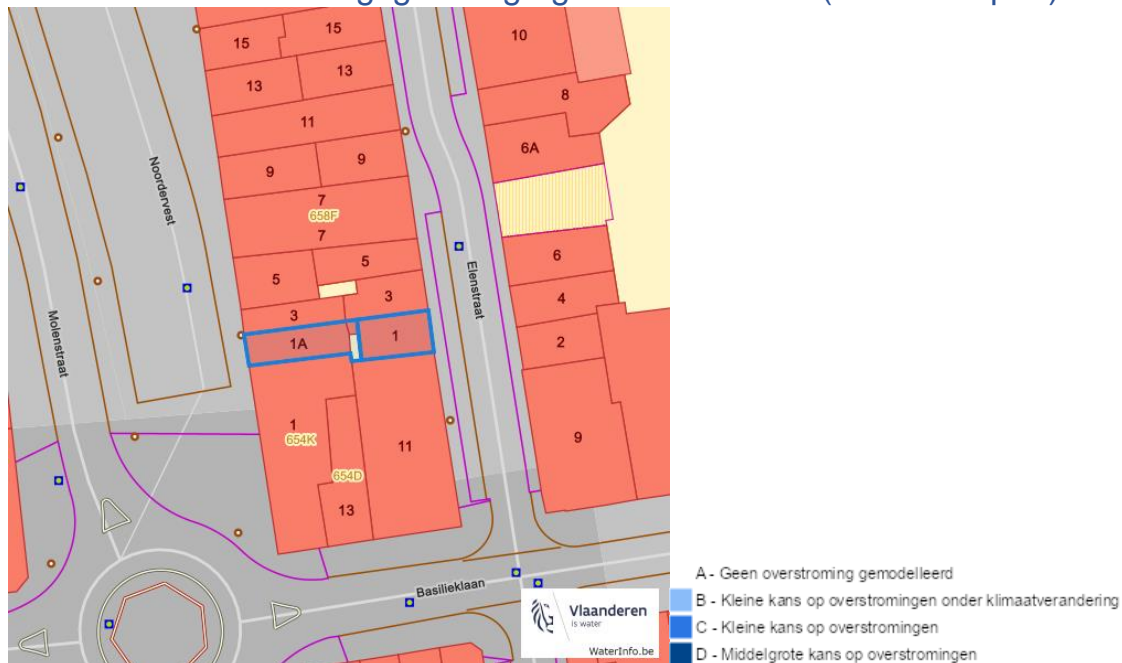 15
15
10
13
13
8
11
6A
9
9
Noordervest
7
658F
7
6
5
5
Elenstraat
4
3
3
Molenstraat
1A
1
2
1
654K
11
9
654D
13
Basilieklaan
Vlaanderen
is water
WaterInfo.be
A - Geen overstroming gemodelleerd
B - Kleine kans op overstromingen onder klimaatverandering
C - Kleine kans op overstromingen
D - Middelgrote kans op overstromingen